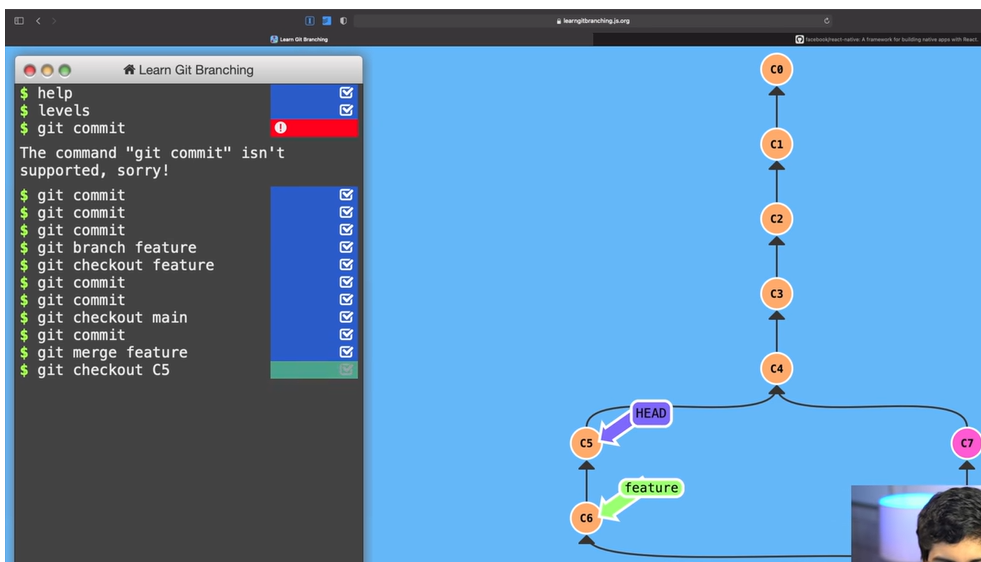 learngitbranching.js.org
Learn Git Branching
facebook/react-native: A framework for building native apps with React.
Learn Git Branching
$ help
$ levels
$ git commit
The command "git commit" isn't
supported, sorry!
$ git commit
$ git commit
$ git commit
$ git branch feature
$ git checkout feature
$ git commit
$ git commit
$ git checkout main
$ git commit
$ git merge feature
$ git checkout C5
C0
C1
C2
C3
C4
HEAD
C5
C7
feature
C6